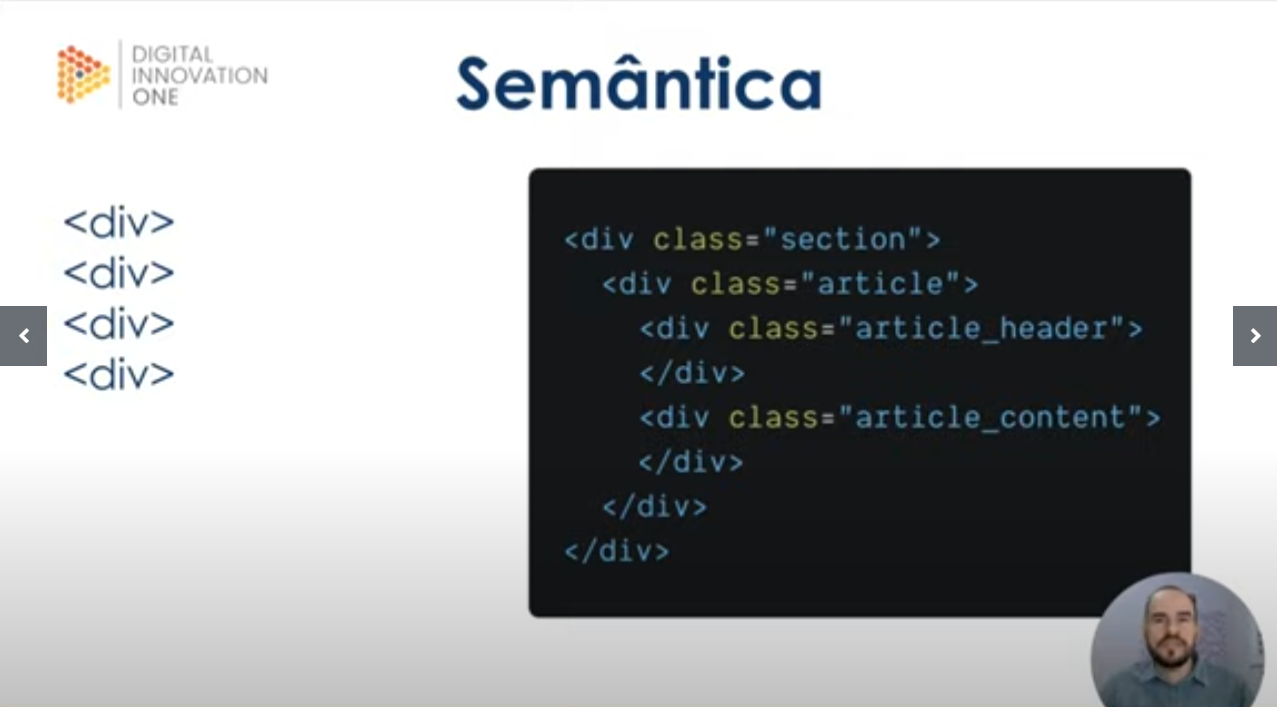 DIGITAL
INNOVATION
ONE
Semântica
<div>
<div>
<div>
<div>
<div class="section">
<div class="article">
<div class="article_header">
</div>
<div class="article_content">
</div>
</div>
</div>